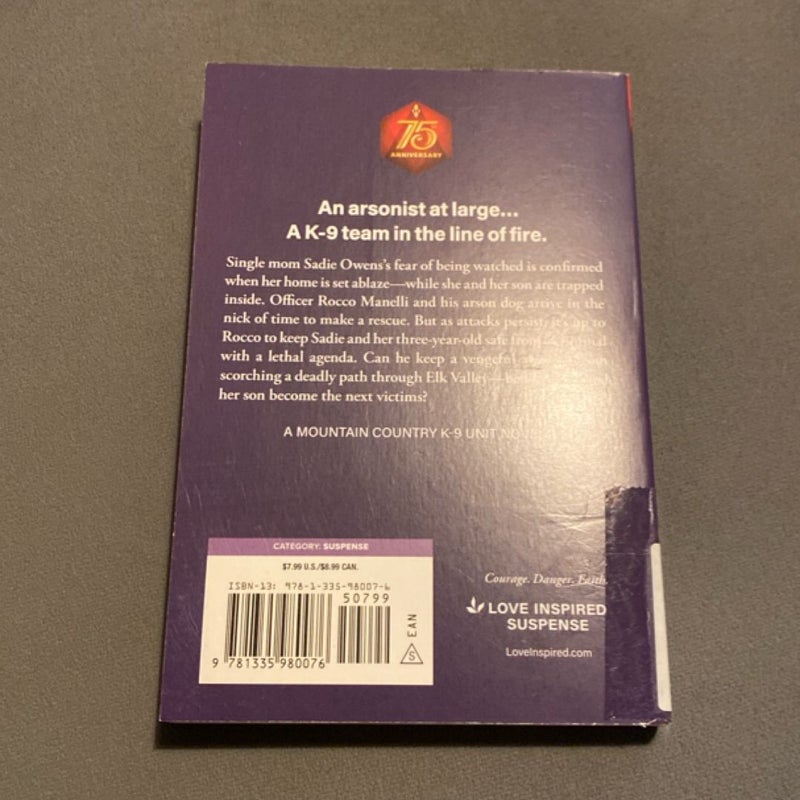 75
ANNIVERSARY
An arsonist at large...
A K-9 team in the line of fire.
Single mom Sadie Owens's fear of being watched is confirmed
when her home is set ablaze—while she and her son are trapped
inside. Officer Rocco Manelli and his arson dog arrive in the
nick of time to make a rescue. But as attacks persist, it's up to
Rocco to keep Sadie and her three-year-old safe from
with a lethal agenda. Can he keep a vengeful
scorching a deadly path through Elk Valley—
her son become the next victims?
A MOUNTAIN COUNTRY K-9 UNIT
CATEGORY: SUSPENSE
$7.99 U.S./$8.99 CAN.
ISBN-13: 978-1-335-98007-6
50799
EAN
S
9 781335 980076
Courage. Danger. Faith.
LOVE INSPIRED
SUSPENSE
LoveInspired.com